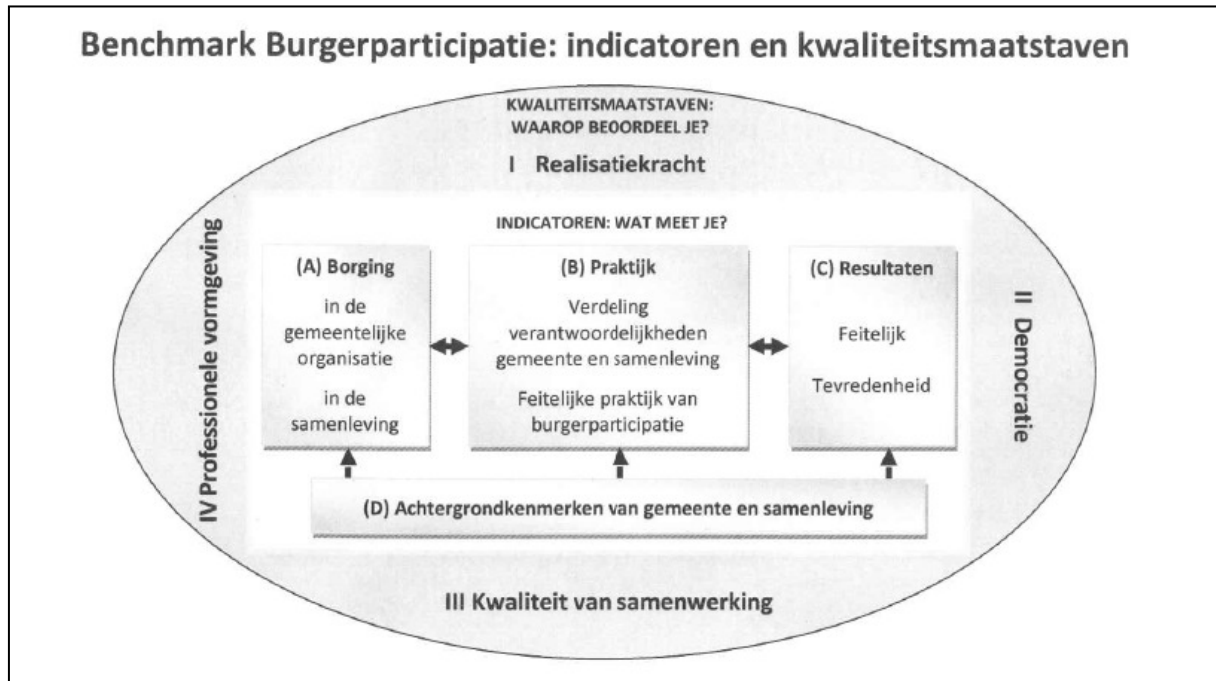 Benchmark Burgerparticipatie: indicatoren en kwaliteitsmaatstaven
KWALITEITSMAATSTAVEN:
WAAROP BEOORDEEL JE?
I Realisatiekracht
INDICATOREN: WAT MEET JE?
(A) Borging
in de
gemeentelijke
organisatie
in de
samenleving
(B) Praktijk
Verdeling
verantwoordelijkheden
gemeente en samenleving
Feitelijke praktijk van
burgerparticipatie
(C) Resultaten
Feitelijk
Tevredenheid
(D) Achtergrondkenmerken van gemeente en samenleving
II Democratie
III Kwaliteit van samenwerking
IV Professionele vormgeving